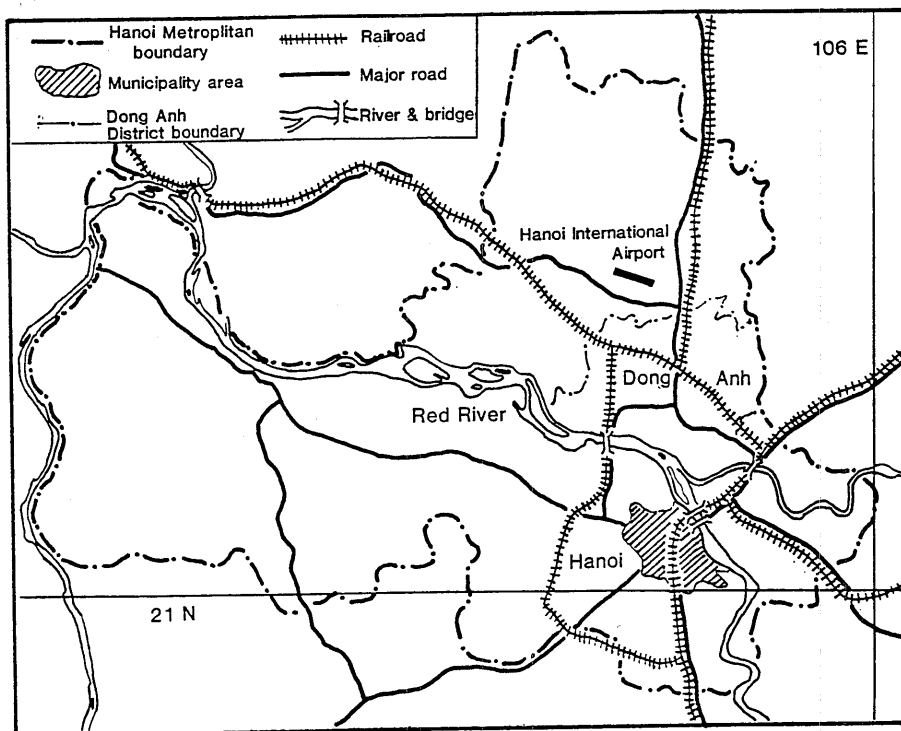 Hanoi Metroplitan
boundary
Railroad
Municipality area
Major road
Dong Anh
District boundary
River & bridge
106 E
Hanoi International
Airport
Dong Anh
Red River
Hanoi
21 N